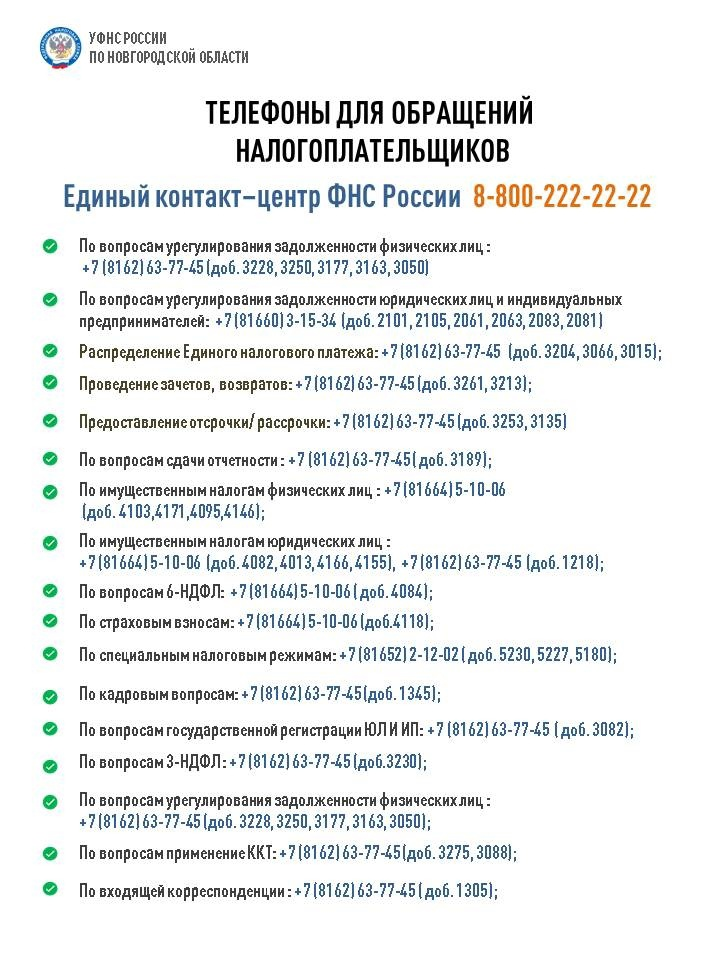 УФНС РОССИИ
ПО НОВГОРОДСКОЙ ОБЛАСТИ
ТЕЛЕФОНЫ ДЛЯ ОБРАЩЕНИЙ
НАЛОГОПЛАТЕЛЬЩИКОВ
Единый контакт–центр ФНС России 8-800-222-22-22
По вопросам урегулирования задолженности физических лиц :
+7 (8162) 63-77-45 (доб. 3228, 3250, 3177, 3163, 3050)
По вопросам урегулирования задолженности юридических лиц и индивидуальных
предпринимателей: +7 (81660) 3-15-34 (доб. 2101, 2105, 2061, 2063, 2083, 2081)
Распределение Единого налогового платежа: +7 (8162) 63-77-45 (доб. 3204, 3066, 3015);
Проведение зачетов, возвратов: +7 (8162) 63-77-45 (доб. 3261, 3213);
Предоставление отсрочки/ рассрочки: +7 (8162) 63-77-45 (доб. 3253, 3135)
По вопросам сдачи отчетности : +7 (8162) 63-77-45 ( доб. 3189);
По имущественным налогам физических лиц : +7 (81664) 5-10-06
(доб. 4103,4171,4095,4146);
По имущественным налогам юридических лиц :
+7 (81664) 5-10-06 (доб. 4082, 4013, 4166, 4155), +7 (8162) 63-77-45 (доб. 1218);
По вопросам 6-НДФЛ: +7 (81664) 5-10-06 ( доб. 4084);
По страховым взносам: +7 (81664) 5-10-06 (доб.4118);
По специальным налоговым режимам: +7 (81652) 2-12-02 ( доб. 5230, 5227, 5180);
По кадровым вопросам: +7 (8162) 63-77-45(доб. 1345);
По вопросам государственной регистрации ЮЛ И ИП: +7 (8162) 63-77-45 ( доб. 3082);
По вопросам 3-НДФЛ: +7 (8162) 63-77-45 (доб.3230);
По вопросам урегулирования задолженности физических лиц :
+7 (8162) 63-77-45 (доб. 3228, 3250, 3177, 3163, 3050);
По вопросам применение ККТ: +7 (8162) 63-77-45 (доб. 3275, 3088);
По входящей корреспонденции : +7 (8162) 63-77-45 ( доб. 1305);